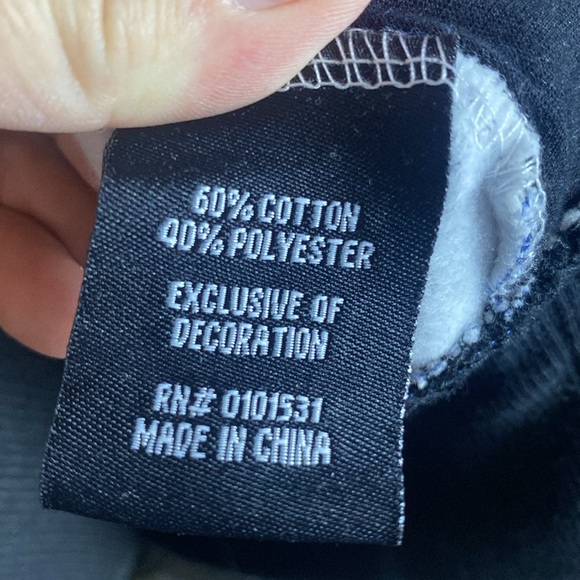 60% COTTON
40% POLYESTER
EXCLUSIVE OF
DECORATION
RN# 0101531
MADE IN CHINA